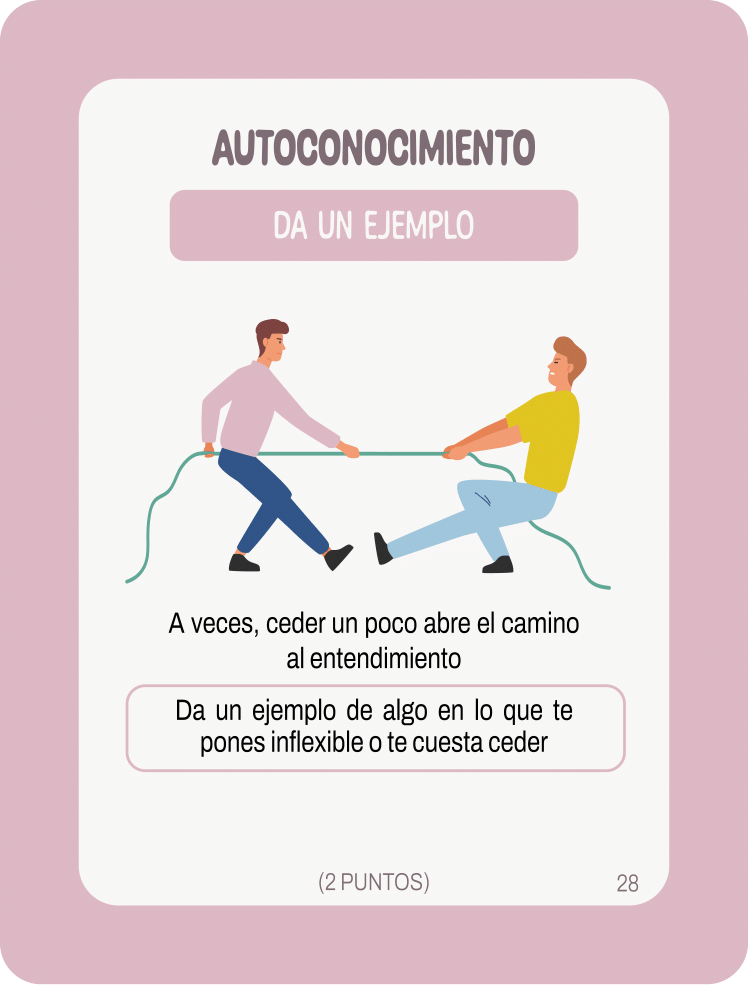 AUTOCONOCIMIENTO
DA UN EJEMPLO
A veces, ceder un poco abre el camino
al entendimiento
Da un ejemplo de algo en lo que te
pones inflexible o te cuesta ceder
(2 PUNTOS)
28